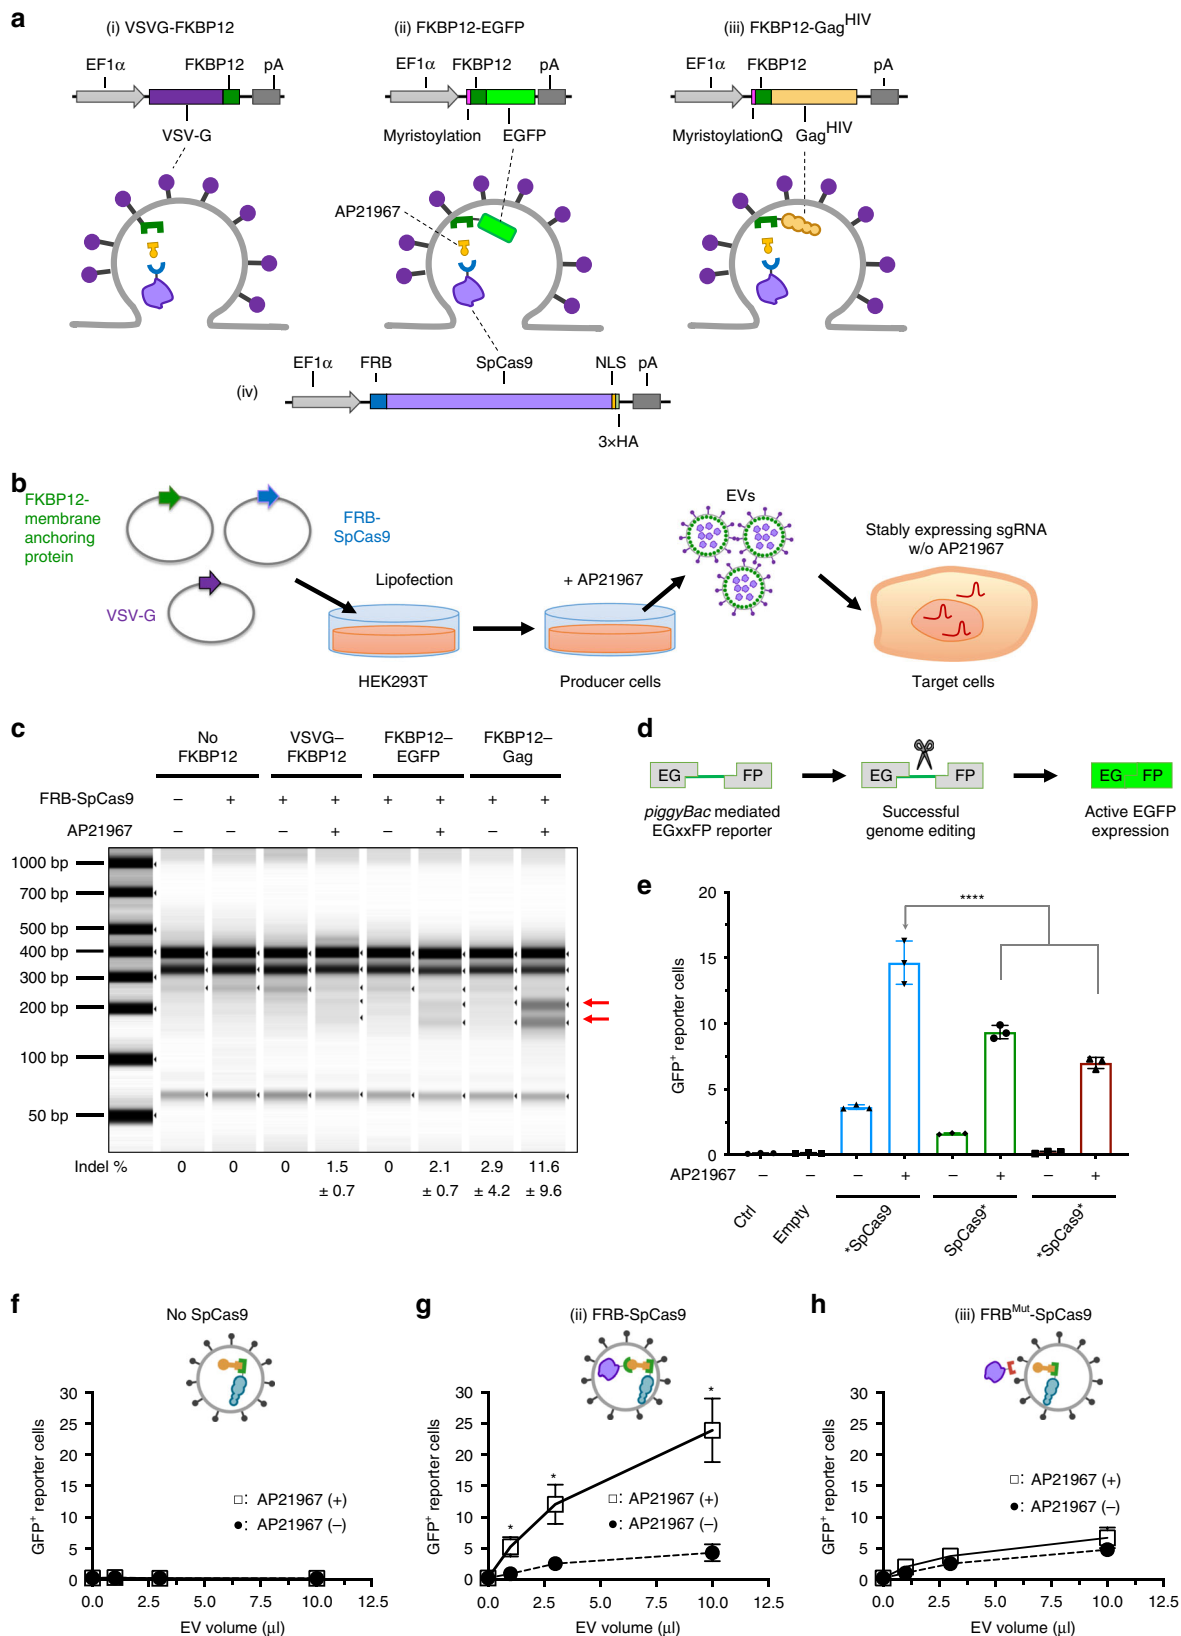 a
(i) VSVG-FKBP12
(ii) FKBP12-EGFP
(iii) FKBP12-Gag^HIV
EF1α
FKBP12
pA
VSV-G
EF1α
FKBP12
pA
Myristoylation
EGFP
EF1α
FKBP12
pA
MyristoylationQ
Gag^HIV
AP21967
(iv)
EF1α
FRB
SpCas9
NLS
pA
3×HA
b
FKBP12-
membrane
anchoring
protein
FRB-
SpCas9
VSV-G
Lipofection
HEK293T
+ AP21967
Producer cells
EVs
Stably expressing sgRNA
w/o AP21967
Target cells
c
No
FKBP12
VSVG–
FKBP12
FKBP12–
EGFP
FKBP12–
Gag
FRB-SpCas9 – + + + + + + +
AP21967 – – – + – + – +
1000 bp
700 bp
500 bp
400 bp
300 bp
200 bp
100 bp
50 bp
Indel % 0 0 0 1.5 0 2.1 2.9 11.6
± 0.7 ± 0.7 ± 4.2 ± 9.6
d
EG FP
EG FP
EG FP
piggyBac mediated
EGxxFP reporter
Successful
genome editing
Active EGFP
expression
e
GFP+ reporter cells
20
15
10
5
0
****
AP21967 – – – + – + – +
Ctrl
Empty
*SpCas9
SpCas9*
*SpCas9*
f
No SpCas9
GFP+ reporter cells
30
25
20
15
10
5
0
AP21967 (+)
AP21967 (–)
0.0 2.5 5.0 7.5 10.0 12.5
EV volume (μl)
g
(ii) FRB-SpCas9
GFP+ reporter cells
30
25
20
15
10
5
0
*
*
*
AP21967 (+)
AP21967 (–)
0.0 2.5 5.0 7.5 10.0 12.5
EV volume (μl)
h
(iii) FRB^Mut-SpCas9
GFP+ reporter cells
30
25
20
15
10
5
0
AP21967 (+)
AP21967 (–)
0.0 2.5 5.0 7.5 10.0 12.5
EV volume (μl)